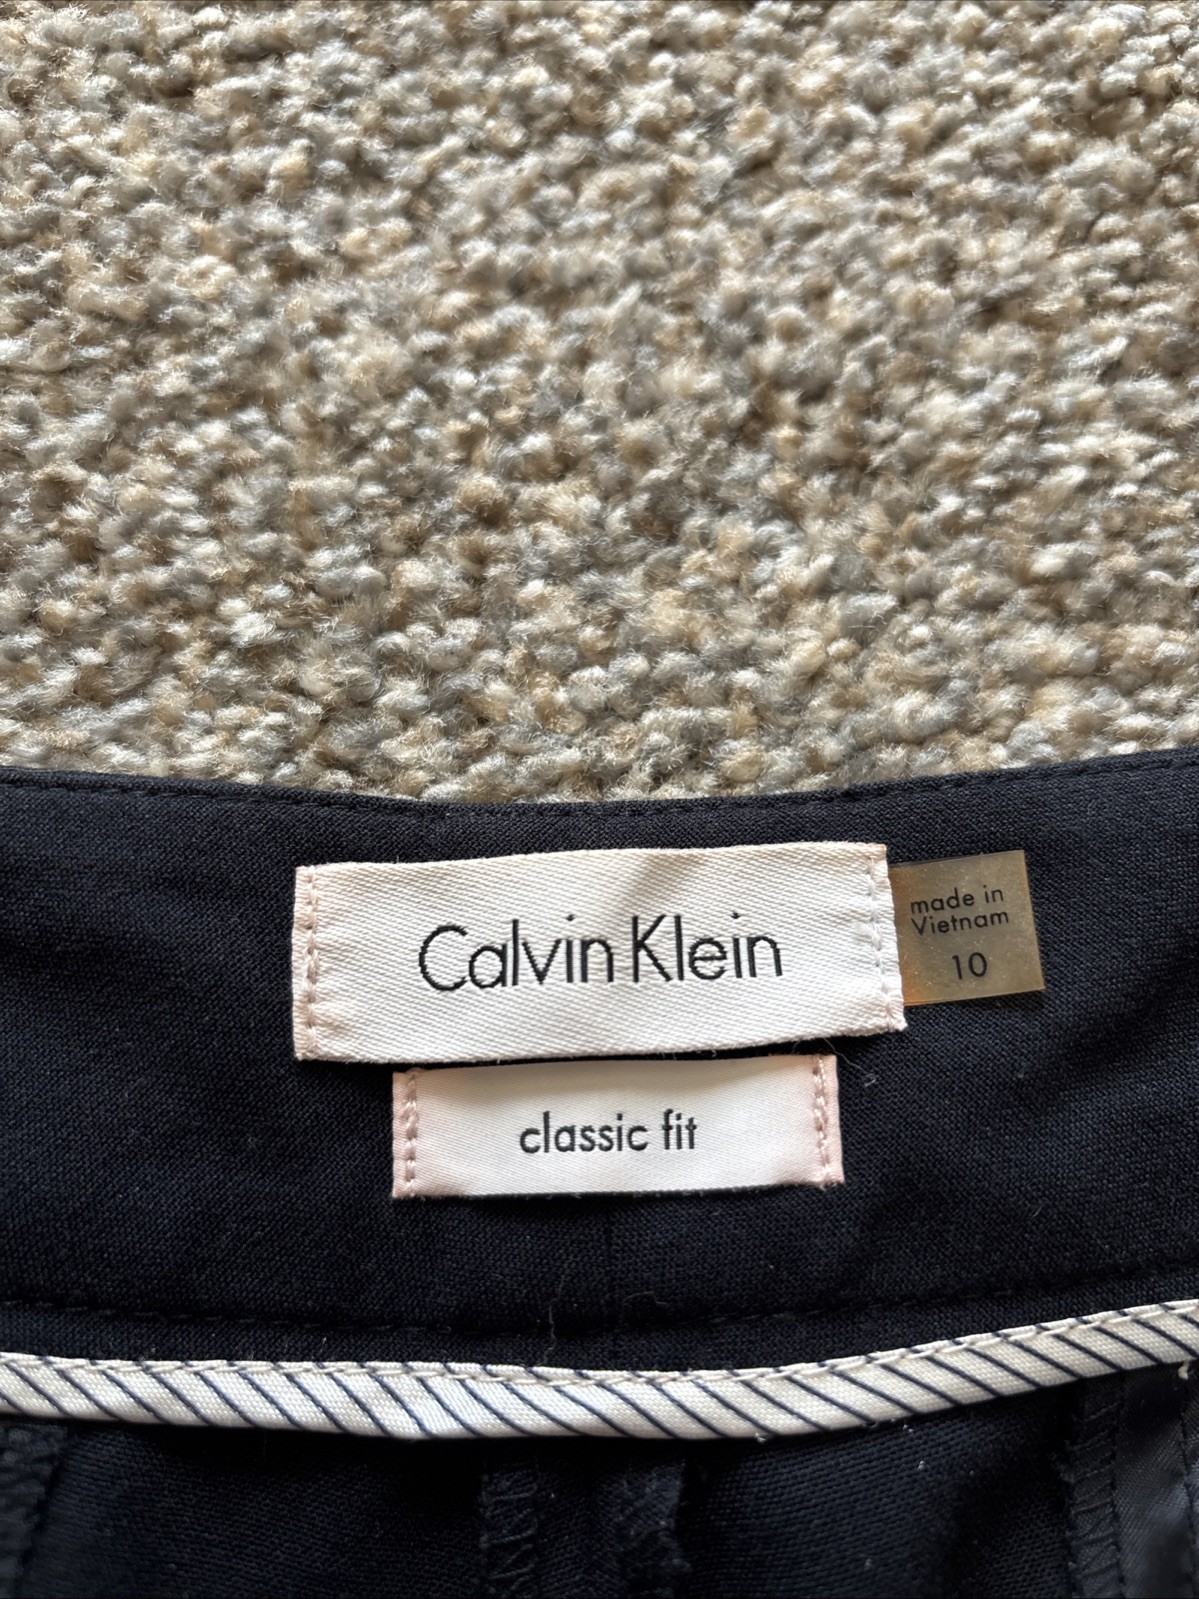 Calvin Klein
made in
Vietnam
10
classic fit